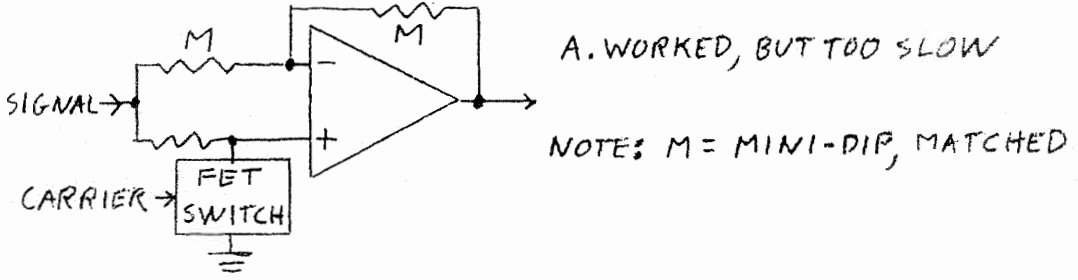 M
M
A. WORKED, BUT TOO SLOW
-
SIGNAL
+
NOTE: M = MINI-DIP, MATCHED
FET
SWITCH
CARRIER